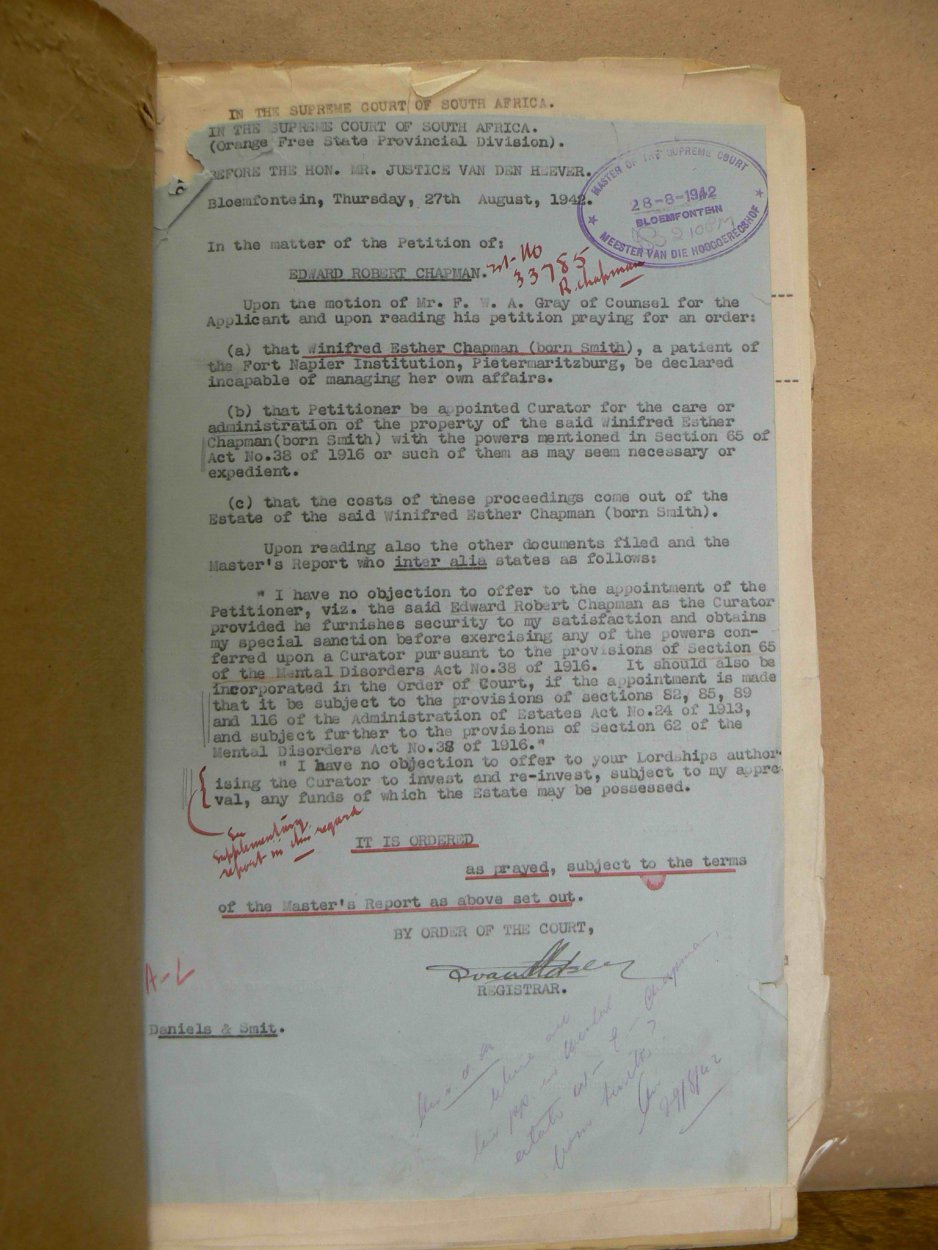 IN THE SUPREME COURT OF SOUTH AFRICA.
IN THE SUPREME COURT OF SOUTH AFRICA.
(Orange Free State Provincial Division).
BEFORE THE HON. MR. JUSTICE VAN DEN HEEVER.
Bloemfontein, Thursday, 27th August, 1942.
MASTER OF THE SUPREME COURT
28-8-1942
BLOEMFONTEIN
MEESTER VAN DIE HOOGGEREGSHOF
In the matter of the Petition of:
EDWARD ROBERT CHAPMAN.
No
33785
R. Chapman
Upon the motion of Mr. F. W. A. Gray of Counsel for the
Applicant and upon reading his petition praying for an order:
(a) that Winifred Esther Chapman (born Smith), a patient of
the Fort Napier Institution, Pietermaritzburg, be declared
incapable of managing her own affairs.
(b) that Petitioner be appointed Curator for the care or
administration of the property of the said Winifred Esther
Chapman(born Smith) with the powers mentioned in Section 65 of
Act No.38 of 1916 or such of them as may seem necessary or
expedient.
(c) that the costs of these proceedings come out of the
Estate of the said Winifred Esther Chapman (born Smith).
Upon reading also the other documents filed and the
Master's Report who inter alia states as follows:
" I have no objection to offer to the appointment of the
Petitioner, viz. the said Edward Robert Chapman as the Curator
provided he furnishes security to my satisfaction and obtains
my special sanction before exercising any of the powers con-
ferred upon a Curator pursuant to the provisions of Section 65
of the Mental Disorders Act No.38 of 1916. It should also be
incorporated in the Order of Court, if the appointment is made
that it be subject to the provisions of sections 82, 85, 89
and 116 of the Administration of Estates Act No.24 of 1913,
and subject further to the provisions of Section 62 of the
Mental Disorders Act No.38 of 1916."
" I have no objection to offer to your Lordships author-
ising the Curator to invest and re-invest, subject to my appro
val, any funds of which the Estate may be possessed.
See
Supplementary
report in this regard
IT IS ORDERED
as prayed, subject to the terms
of the Master's Report as above set out.
BY ORDER OF THE COURT,
REGISTRAR.
A-L
Daniels & Smit.
Chapman,
estate
born Smith?
29/8/42